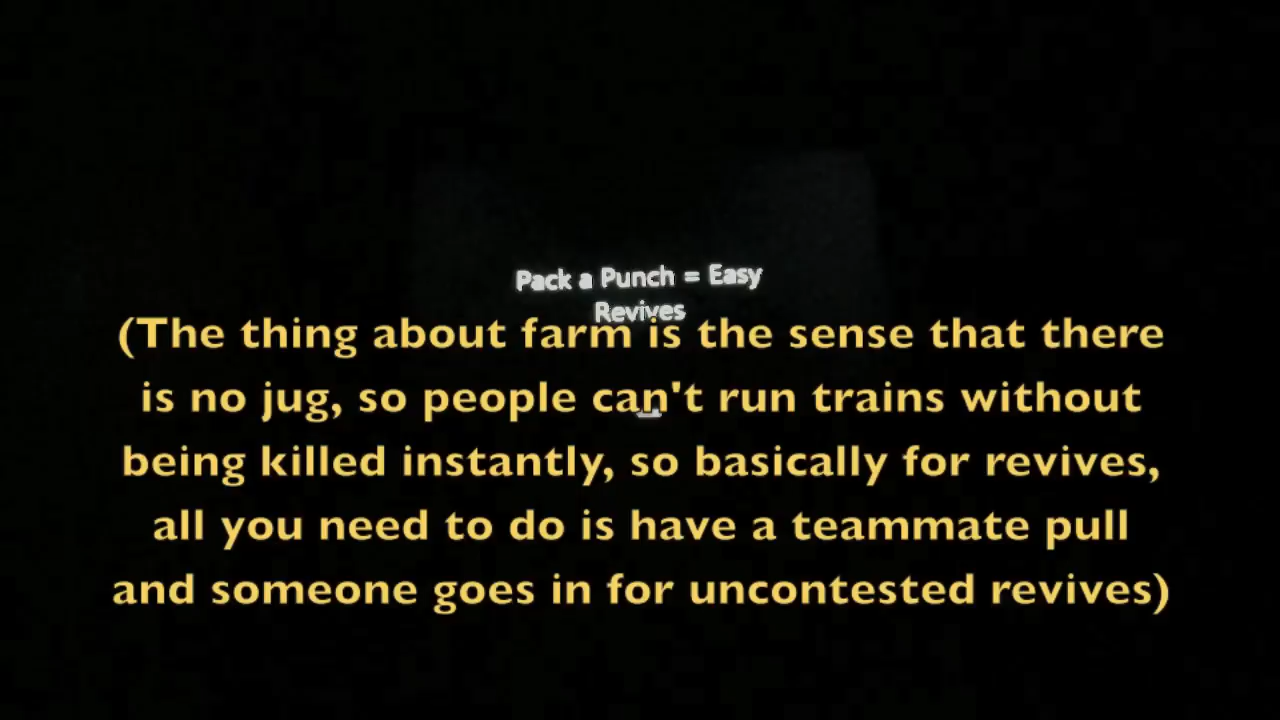 Pack a Punch = Easy
Revives
(The thing about farm is the sense that there
is no jug, so people can't run trains without
being killed instantly, so basically for revives,
all you need to do is have a teammate pull
and someone goes in for uncontested revives)